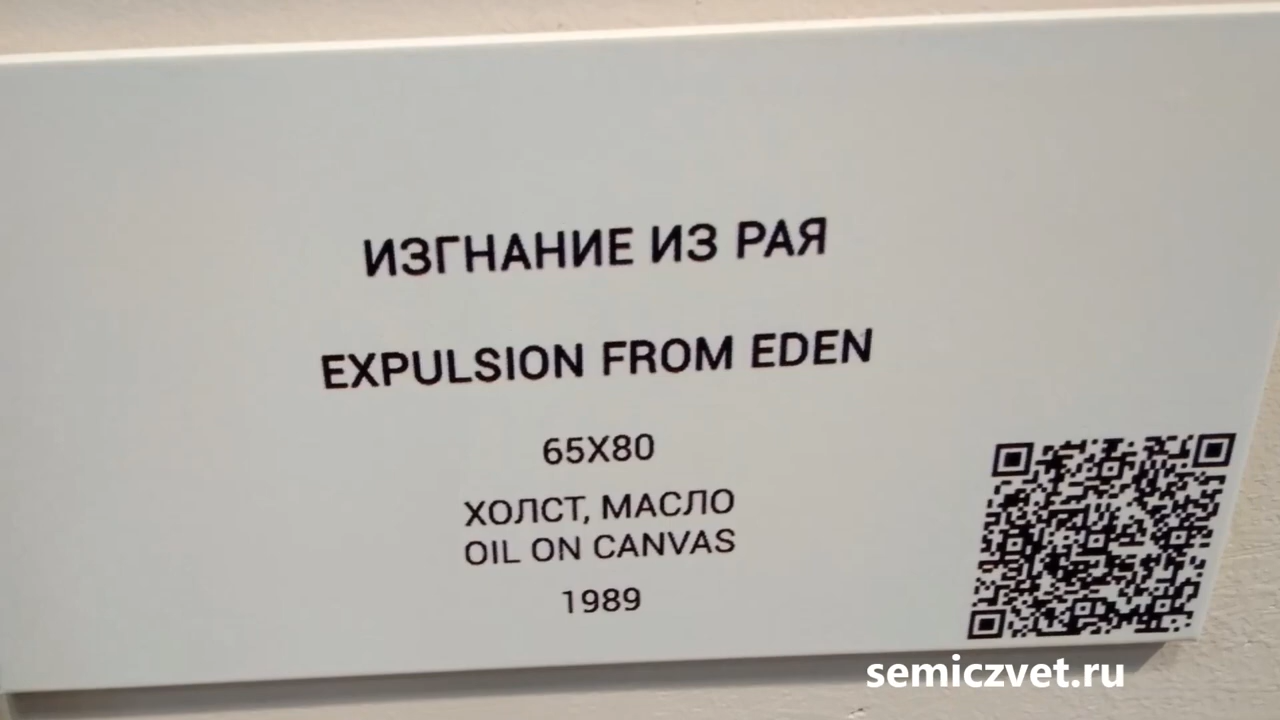 ИЗГНАНИЕ ИЗ РАЯ
EXPULSION FROM EDEN
65X80
ХОЛСТ, МАСЛО
OIL ON CANVAS
1989
semiczvet.ru